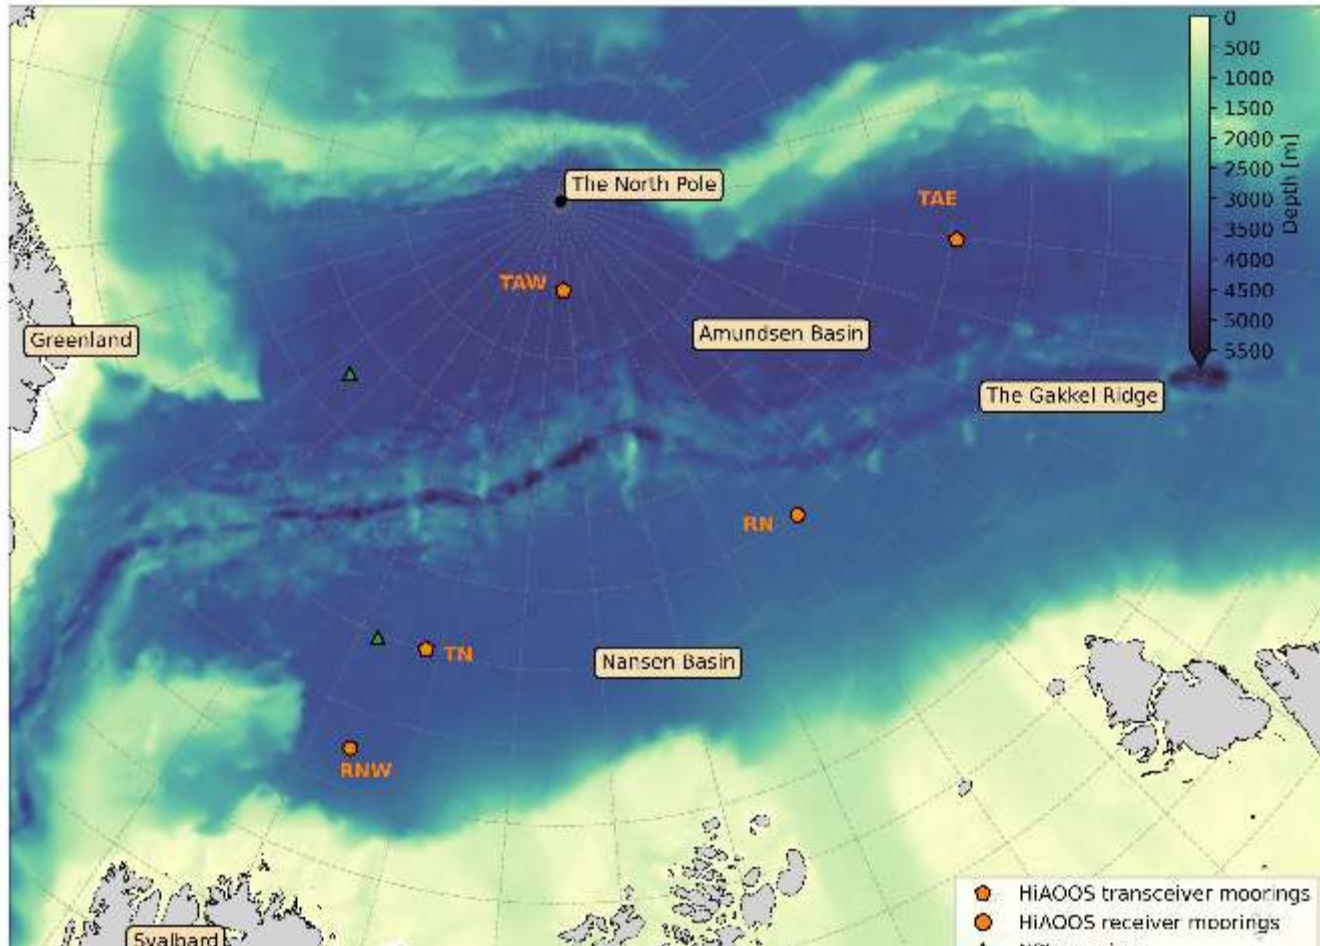 0
500
1000
1500
2000
2500
3000
3500
4000
4500
5000
5500
Depth [m]
The North Pole
TAE
TAW
Greenland
Amundsen Basin
The Gakkel Ridge
RN
TN
Nansen Basin
RNW
HiAOOS transceiver moorings
HiAOOS receiver moorings
Svalbard